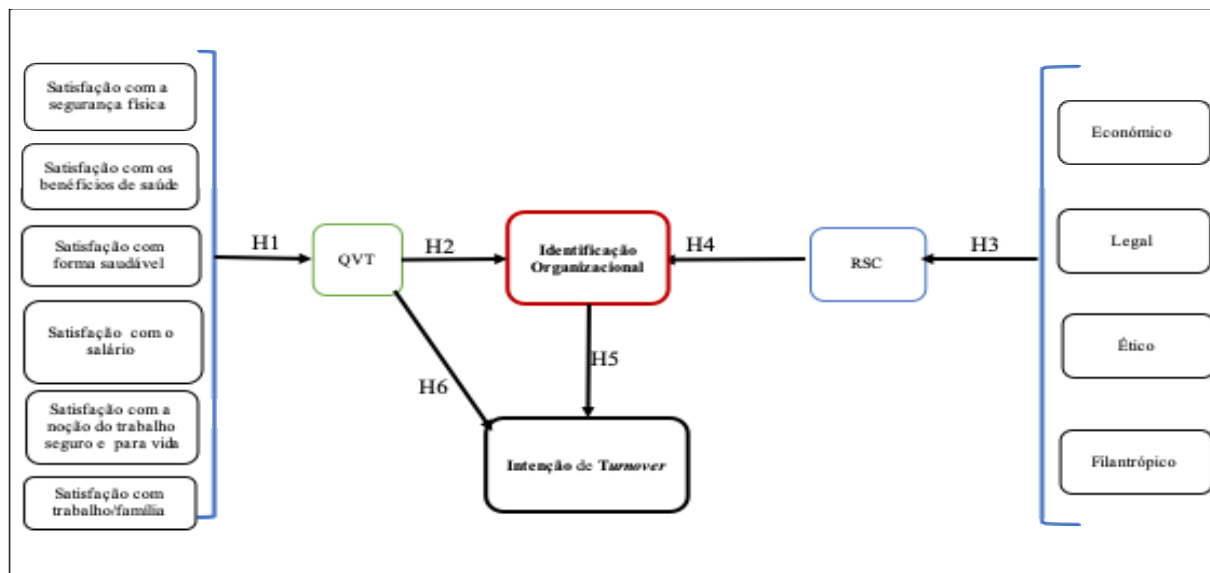 Satisfação com a
segurança física
Satisfação com os
benefícios de saúde
Satisfação com
forma saudável
Satisfação com o
salário
Satisfação com a
noção do trabalho
seguro e para vida
Satisfação com
trabalho/família
H1
QVT
H2
Identificação
Organizacional
H4
RSC
H3
H5
H6
Intenção de Turnover
Económico
Legal
Ético
Filantrópico